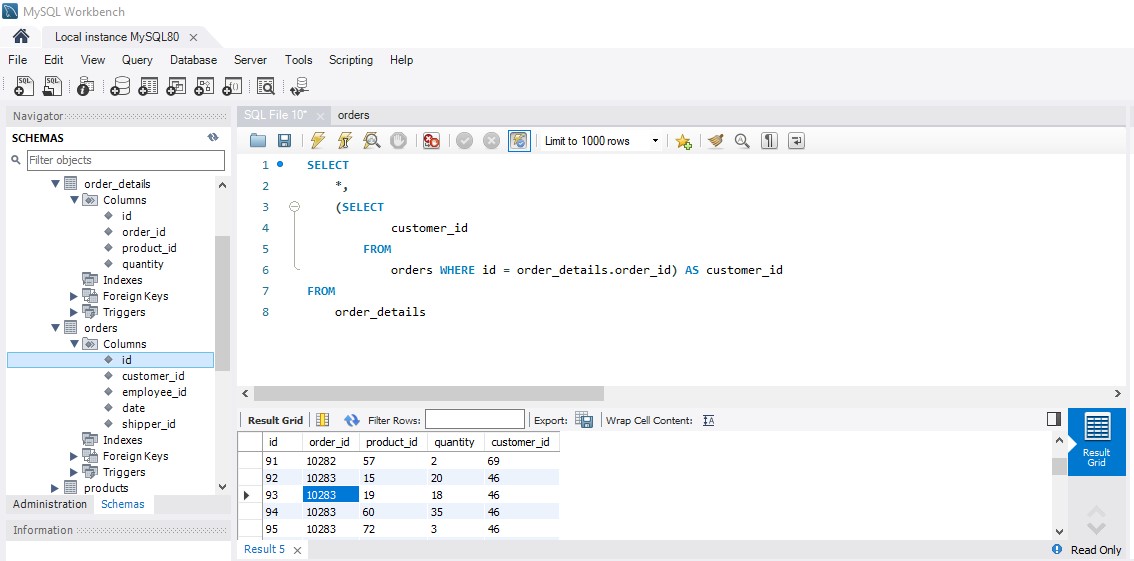 MySQL Workbench
Local instance MySQL80
File Edit View Query Database Server Tools Scripting Help
Navigator
SCHEMAS
Filter objects
order_details
Columns
id
order_id
product_id
quantity
Indexes
Foreign Keys
Triggers
orders
Columns
id
customer_id
employee_id
date
shipper_id
Indexes
Foreign Keys
Triggers
products
Administration Schemas
Information
SQL File 10* orders
Limit to 1000 rows
1 SELECT
2 *,
3 (SELECT
4 customer_id
5 FROM
6 orders WHERE id = order_details.order_id) AS customer_id
7 FROM
8 order_details
Result Grid Filter Rows: Export: Wrap Cell Content: IA
id order_id product_id quantity customer_id
91 10282 57 2 69
92 10283 15 20 46
93 10283 19 18 46
94 10283 60 35 46
95 10283 72 3 46
Result Grid
Result 5
Read Only